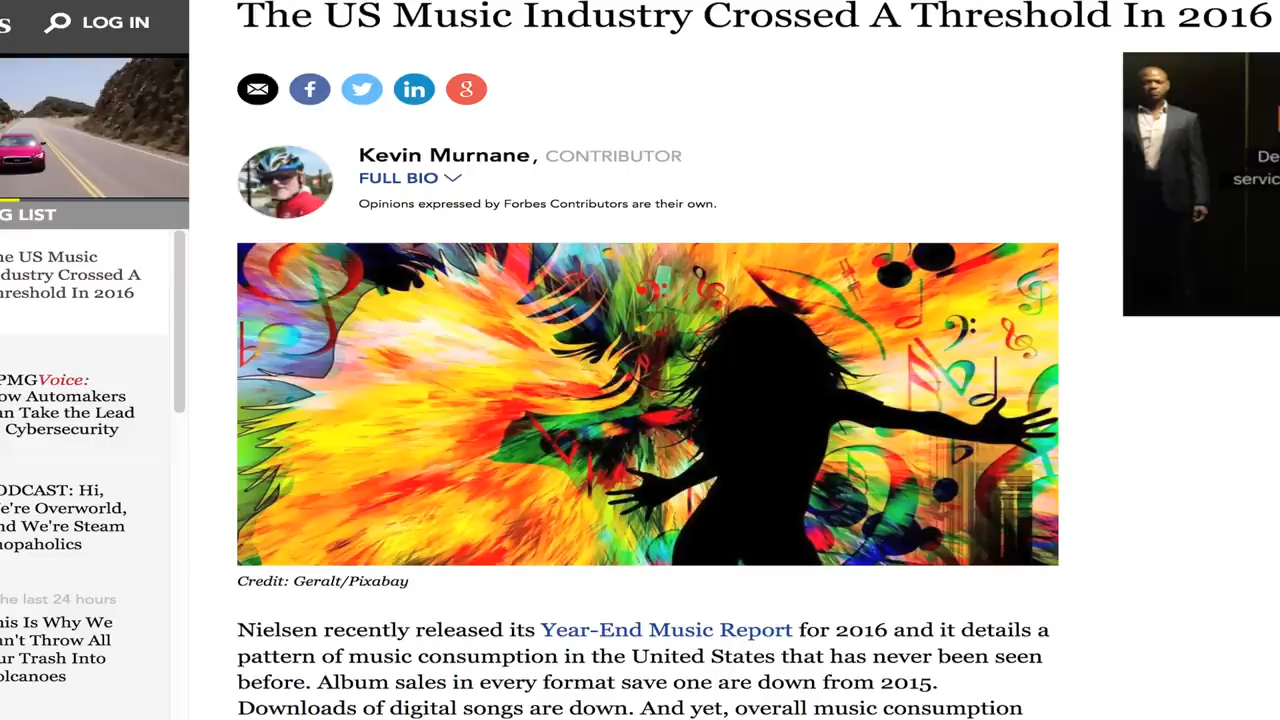 s LOG IN
The US Music Industry Crossed A Threshold In 2016
G LIST
he US Music
dustry Crossed A
hreshold In 2016
PMGVoice:
ow Automakers
an Take the Lead
Cybersecurity
ODCAST: Hi,
e're Overworld,
nd We're Steam
hopaholics
he last 24 hours
his Is Why We
an't Throw All
ur Trash Into
olcanoes
f
in
g
Kevin Murnane, CONTRIBUTOR
FULL BIO
Opinions expressed by Forbes Contributors are their own.
Credit: Geralt/Pixabay
Nielsen recently released its Year-End Music Report for 2016 and it details a
pattern of music consumption in the United States that has never been seen
before. Album sales in every format save one are down from 2015.
Downloads of digital songs are down. And yet, overall music consumption
De
servic